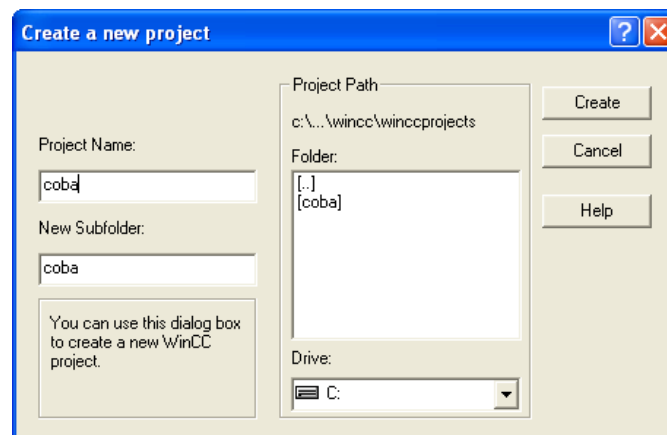 Create a new project
Project Name:
coba
New Subfolder:
coba
You can use this dialog box
to create a new WinCC
project.
Project Path
c:\...\wincc\winccprojects
Folder:
[..]
[coba]
Drive:
C:
Create
Cancel
Help